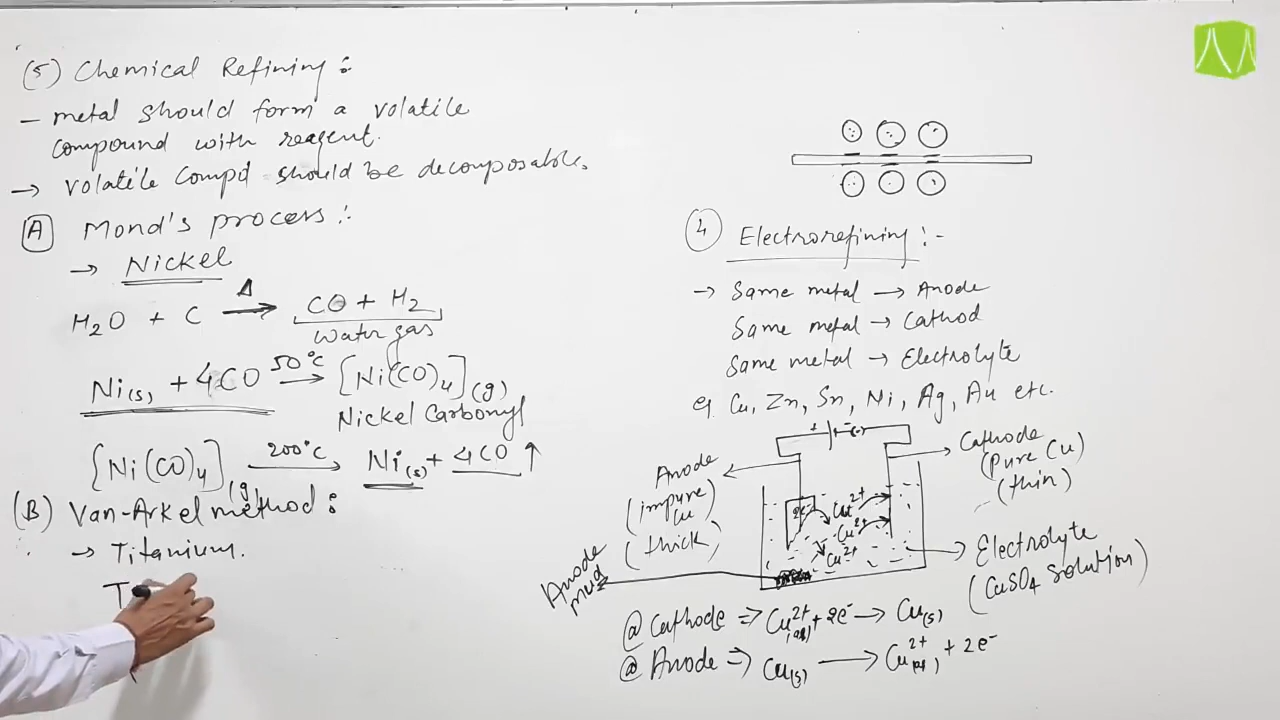 (5) Chemical Refining :
- metal should form a volatile
compound with reagent.
→ volatile Compd should be decomposable.
A Mond's process :-
→ Nickel
H2O + C Δ→ CO + H2
Water gas
Ni(s) + 4CO 50°C→ [Ni(CO)4](g)
Nickel Carbonyl
[Ni(CO)4](g) 200°C→ Ni(s) + 4CO ↑
(B) Van-Arkel method :
→ Titanium.
T
4 Electrorefining :-
→ Same metal → Anode
Same metal → Cathod
Same metal → Electrolyte
eg. Cu, Zn, Sn, Ni, Ag, Au etc.
+ - (-)
Anode
(impure
Cu)
(thick)
Cathode
(pure Cu)
(thin)
2e-
Cu2+
Cu2+
Cu2+
Anode
mud
Electrolyte
(CuSO4 solution)
@ Cathode ⇒ Cu2+(aq) + 2e- → Cu(s)
@ Anode ⇒ Cu(s) → Cu2+(aq) + 2e-